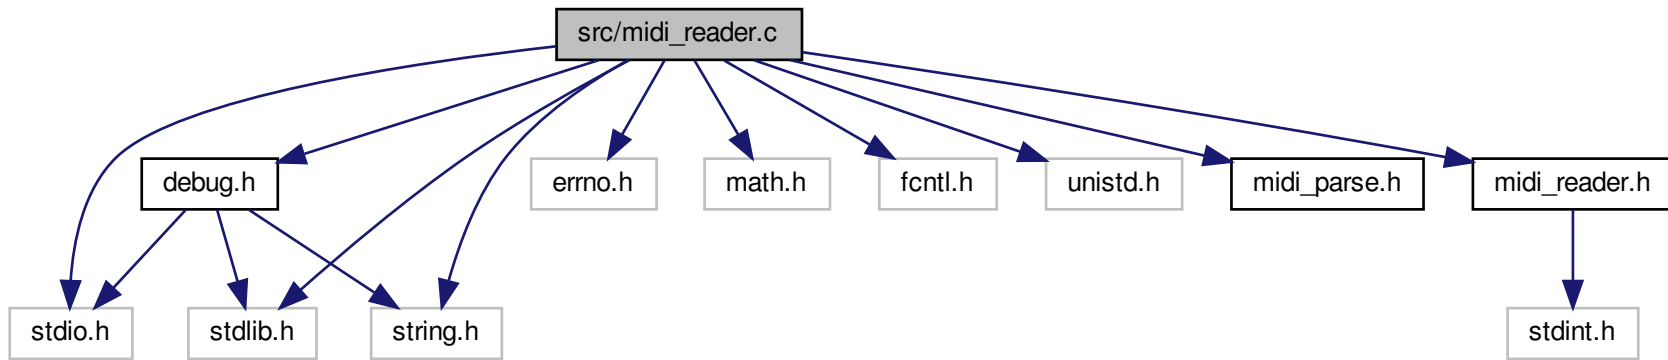 src/midi_reader.c
debug.h
errno.h
math.h
fcntl.h
unistd.h
midi_parse.h
midi_reader.h
stdio.h
stdlib.h
string.h
stdint.h